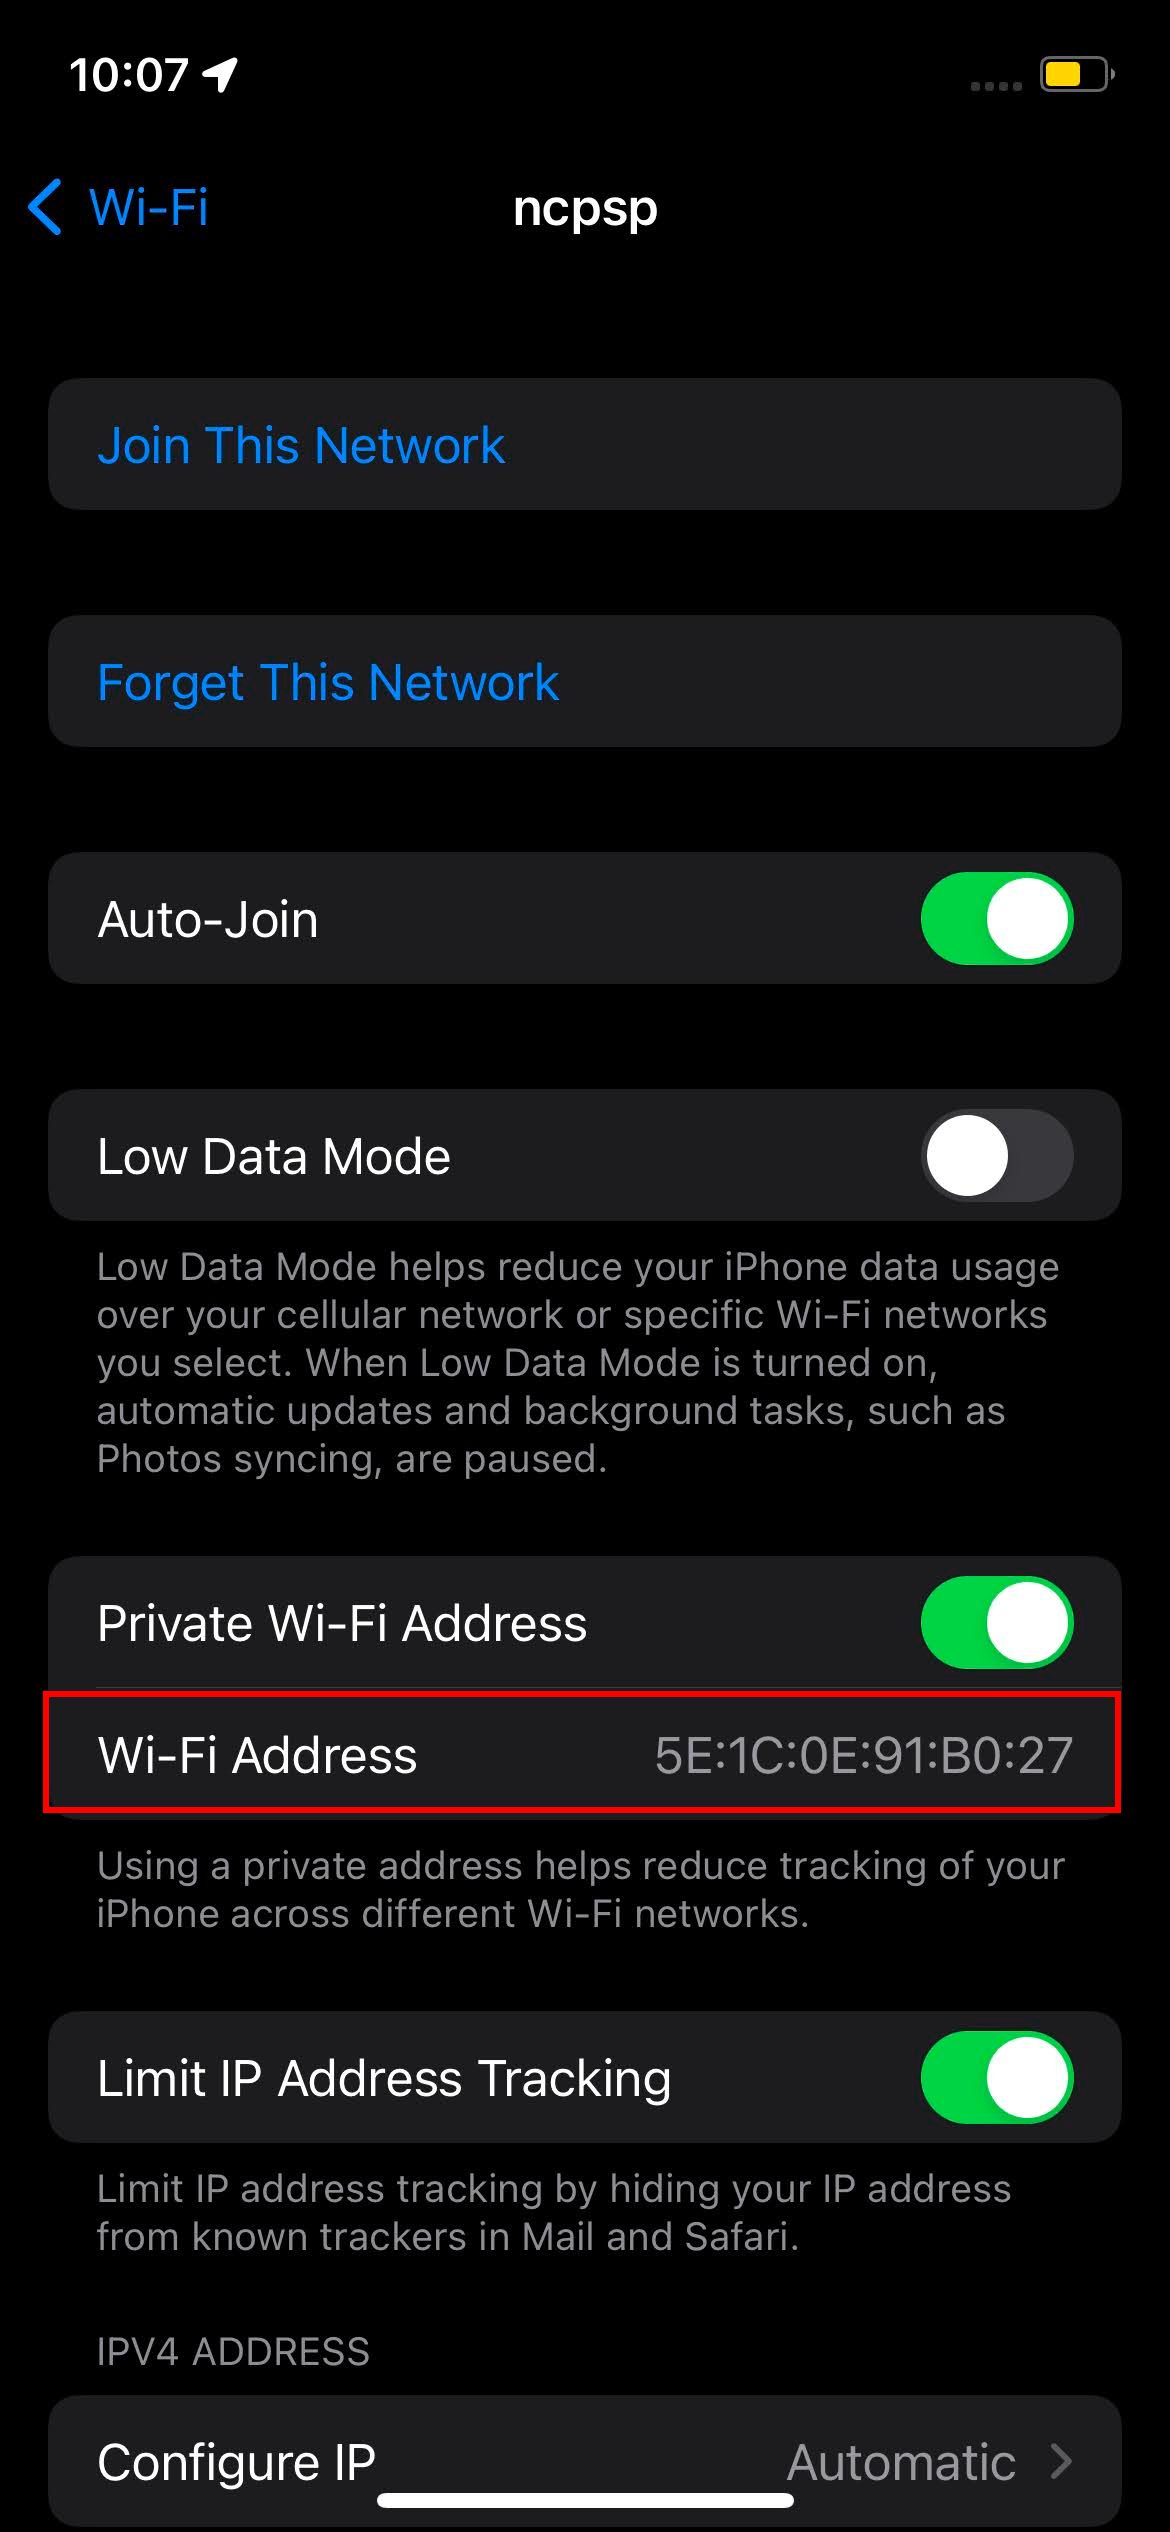 10:07
Wi-Fi
ncpsp
Join This Network
Forget This Network
Auto-Join
Low Data Mode
Low Data Mode helps reduce your iPhone data usage
over your cellular network or specific Wi-Fi networks
you select. When Low Data Mode is turned on,
automatic updates and background tasks, such as
Photos syncing, are paused.
Private Wi-Fi Address
Wi-Fi Address 5E:1C:0E:91:B0:27
Using a private address helps reduce tracking of your
iPhone across different Wi-Fi networks.
Limit IP Address Tracking
Limit IP address tracking by hiding your IP address
from known trackers in Mail and Safari.
IPV4 ADDRESS
Configure IP Automatic